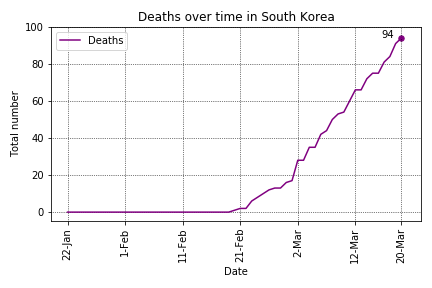 Deaths over time in South Korea
Deaths
94
100
80
60
40
20
0
Total number
22-Jan
1-Feb
11-Feb
21-Feb
2-Mar
12-Mar
20-Mar
Date